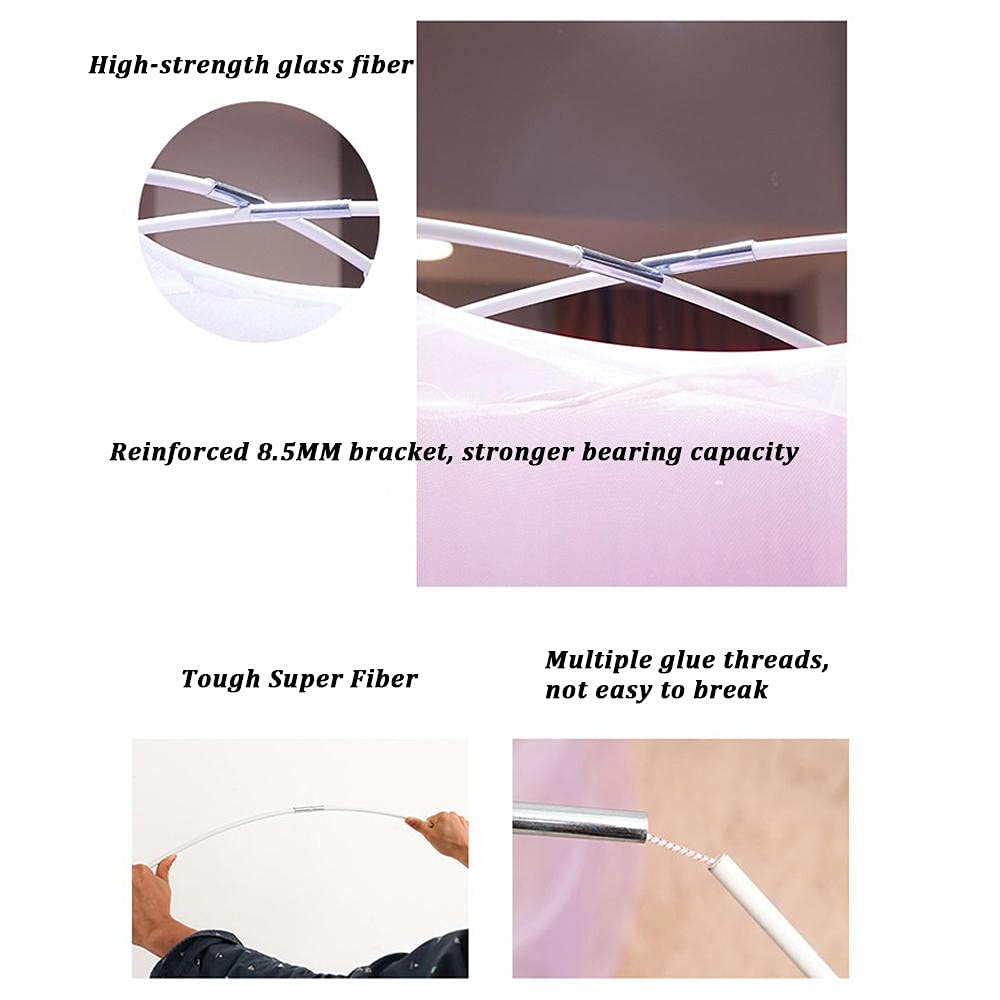 High-strength glass fiber
Reinforced 8.5MM bracket, stronger bearing capacity
Tough Super Fiber
Multiple glue threads,
not easy to break